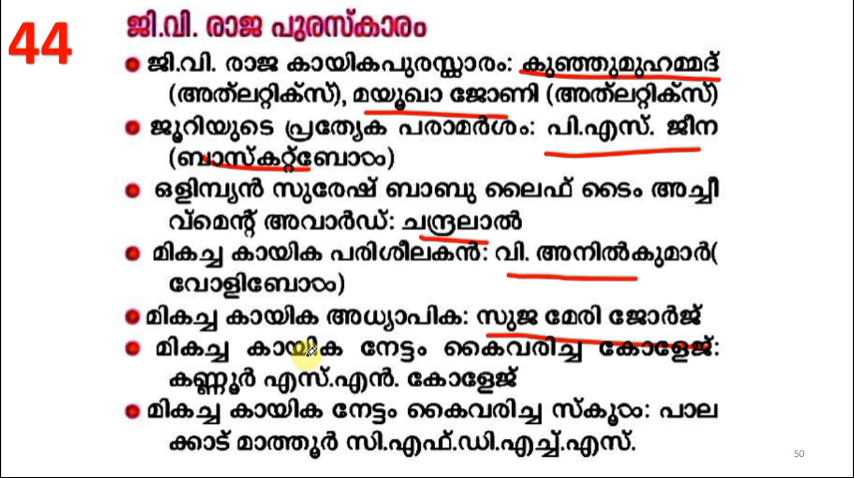 44
ജി.വി. രാജ പുരസ്കാരം
ജി.വി. രാജ കായികപുരസ്കാരം: കുഞ്ഞുമുഹമ്മദ്
(അത്‌ലറ്റിക്സ്), മയൂഖാ ജോണി (അത്‌ലറ്റിക്സ്)
ജൂറിയുടെ പ്രത്യേക പരാമർശം: പി.എസ്. ജീന
(ബാസ്കറ്റ്ബോൾ)
ഒളിമ്പ്യൻ സുരേഷ് ബാബു ലൈഫ് ടൈം അച്ചീ
വ്മെന്റ് അവാർഡ്: ചന്ദ്രലാൽ
മികച്ച കായിക പരിശീലകൻ: വി. അനിൽകുമാർ(
വോളിബോൾ)
മികച്ച കായിക അധ്യാപിക: സുജ മേരി ജോർജ്
മികച്ച കായിക നേട്ടം കൈവരിച്ച കോളേജ്:
കണ്ണൂർ എസ്.എൻ. കോളേജ്
മികച്ച കായിക നേട്ടം കൈവരിച്ച സ്കൂൾ: പാല
ക്കാട് മാത്തൂർ സി.എഫ്.ഡി.എച്ച്.എസ്.
50